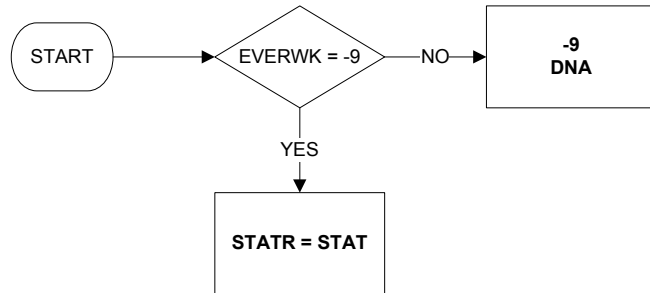 START
EVERWK = -9
NO
-9
DNA
YES
STATR = STAT